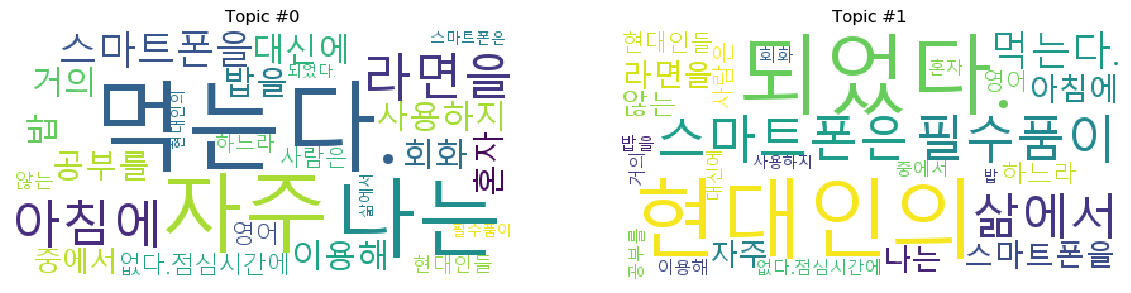 Topic #0
스마트폰을 대신에 스마트폰은
거의 밥을 되었다. 라면을
먹는다. 현대인의 사용하지
밥 하느라 사람은 회화 혼자
공부를
않는 자주 나는 삶에서
아침에 영어 필수품이
중에서 없다.점심시간에 이용해 현대인들
Topic #1
현대인들 회화 되었다. 혼자 먹는다.
라면을 사람은 영어 아침에
않는
스마트폰은 필수품이
밥을 거의 대신에 사용하지 중에서 밥 하느라
현대인의 삶에서
공부를 이용해 자주 없다.점심시간에 나는 스마트폰을